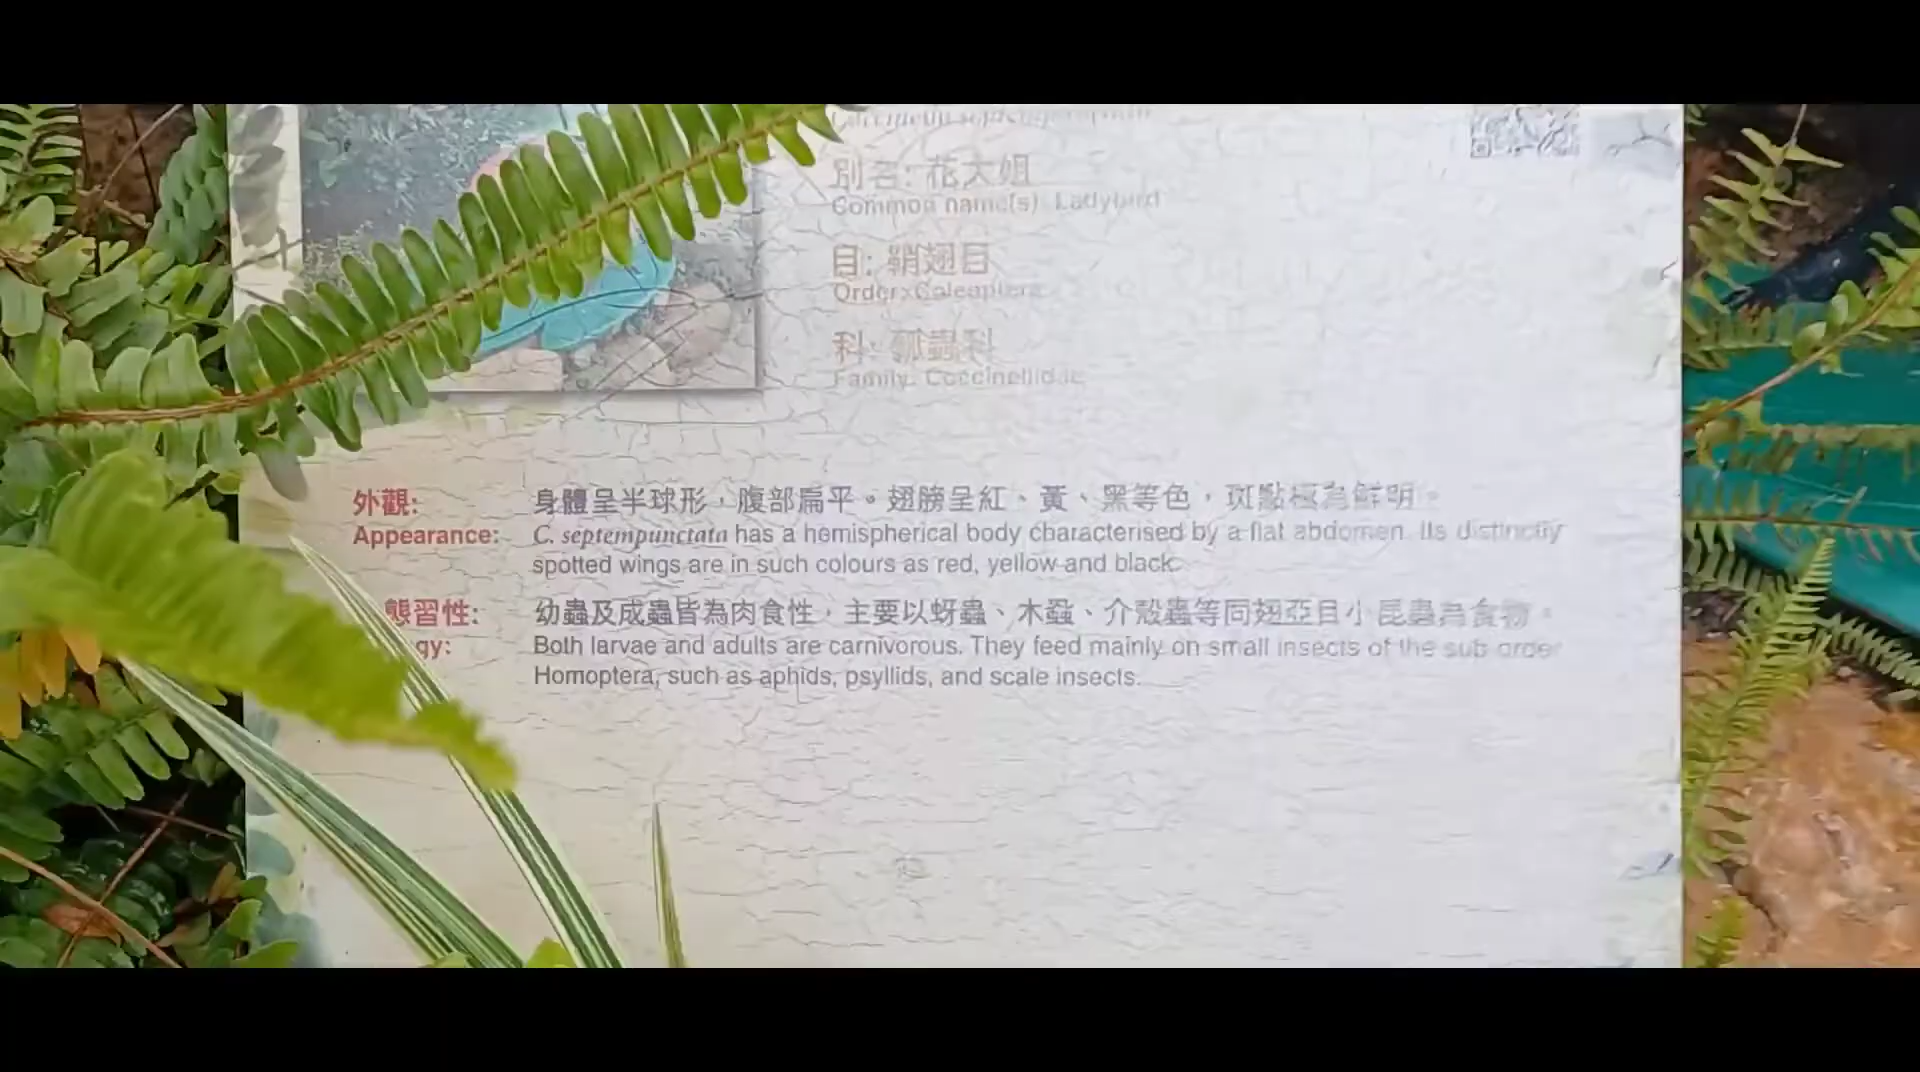 別名: 花大姐
Common name(s): Ladybird
目: 鞘翅目
Order: Coleoptera
科: 瓢蟲科
Family: Coccinellidae
外觀: 身體呈半球形，腹部扁平。翅膀呈紅、黃、黑等色，斑點極為鮮明。
Appearance: C. septempunctata has a hemispherical body characterised by a flat abdomen. Its distinctly
spotted wings are in such colours as red, yellow and black.
態習性: 幼蟲及成蟲皆為肉食性，主要以蚜蟲、木蝨、介殼蟲等同翅亞目小昆蟲為食物。
gy: Both larvae and adults are carnivorous. They feed mainly on small insects of the sub order
Homoptera, such as aphids, psyllids, and scale insects.